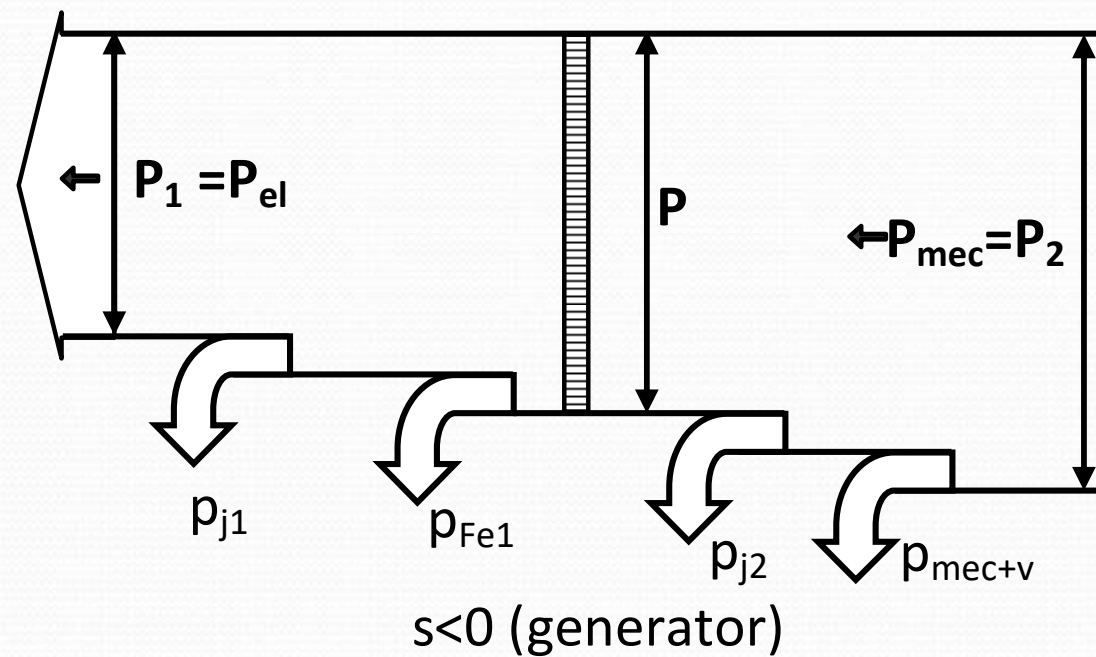 P₁ =Pₑₗ
P
Pmec=P₂
pj1
pFe1
pj2
pmec+v
s<0 (generator)